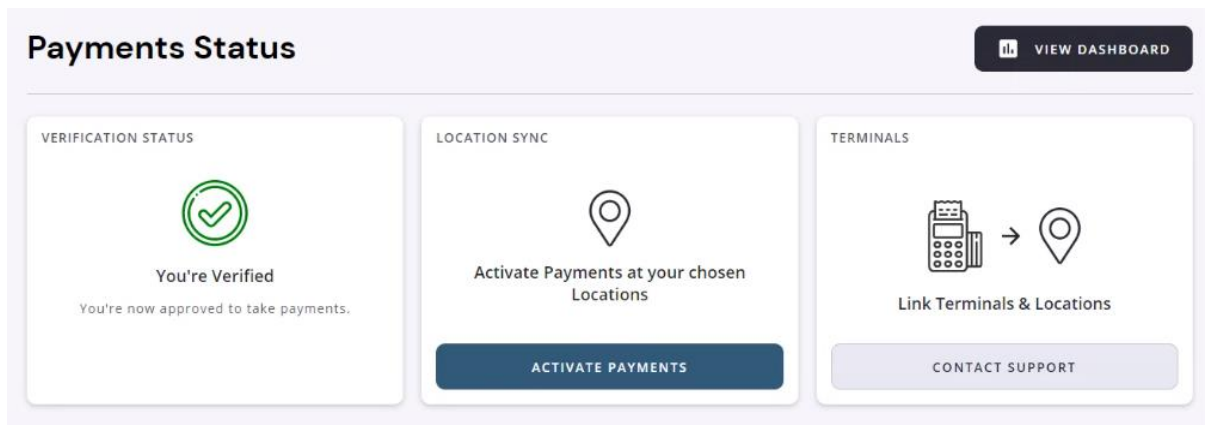 Payments Status
VIEW DASHBOARD
VERIFICATION STATUS
You're Verified
You're now approved to take payments.
LOCATION SYNC
Activate Payments at your chosen
Locations
ACTIVATE PAYMENTS
TERMINALS
Link Terminals & Locations
CONTACT SUPPORT